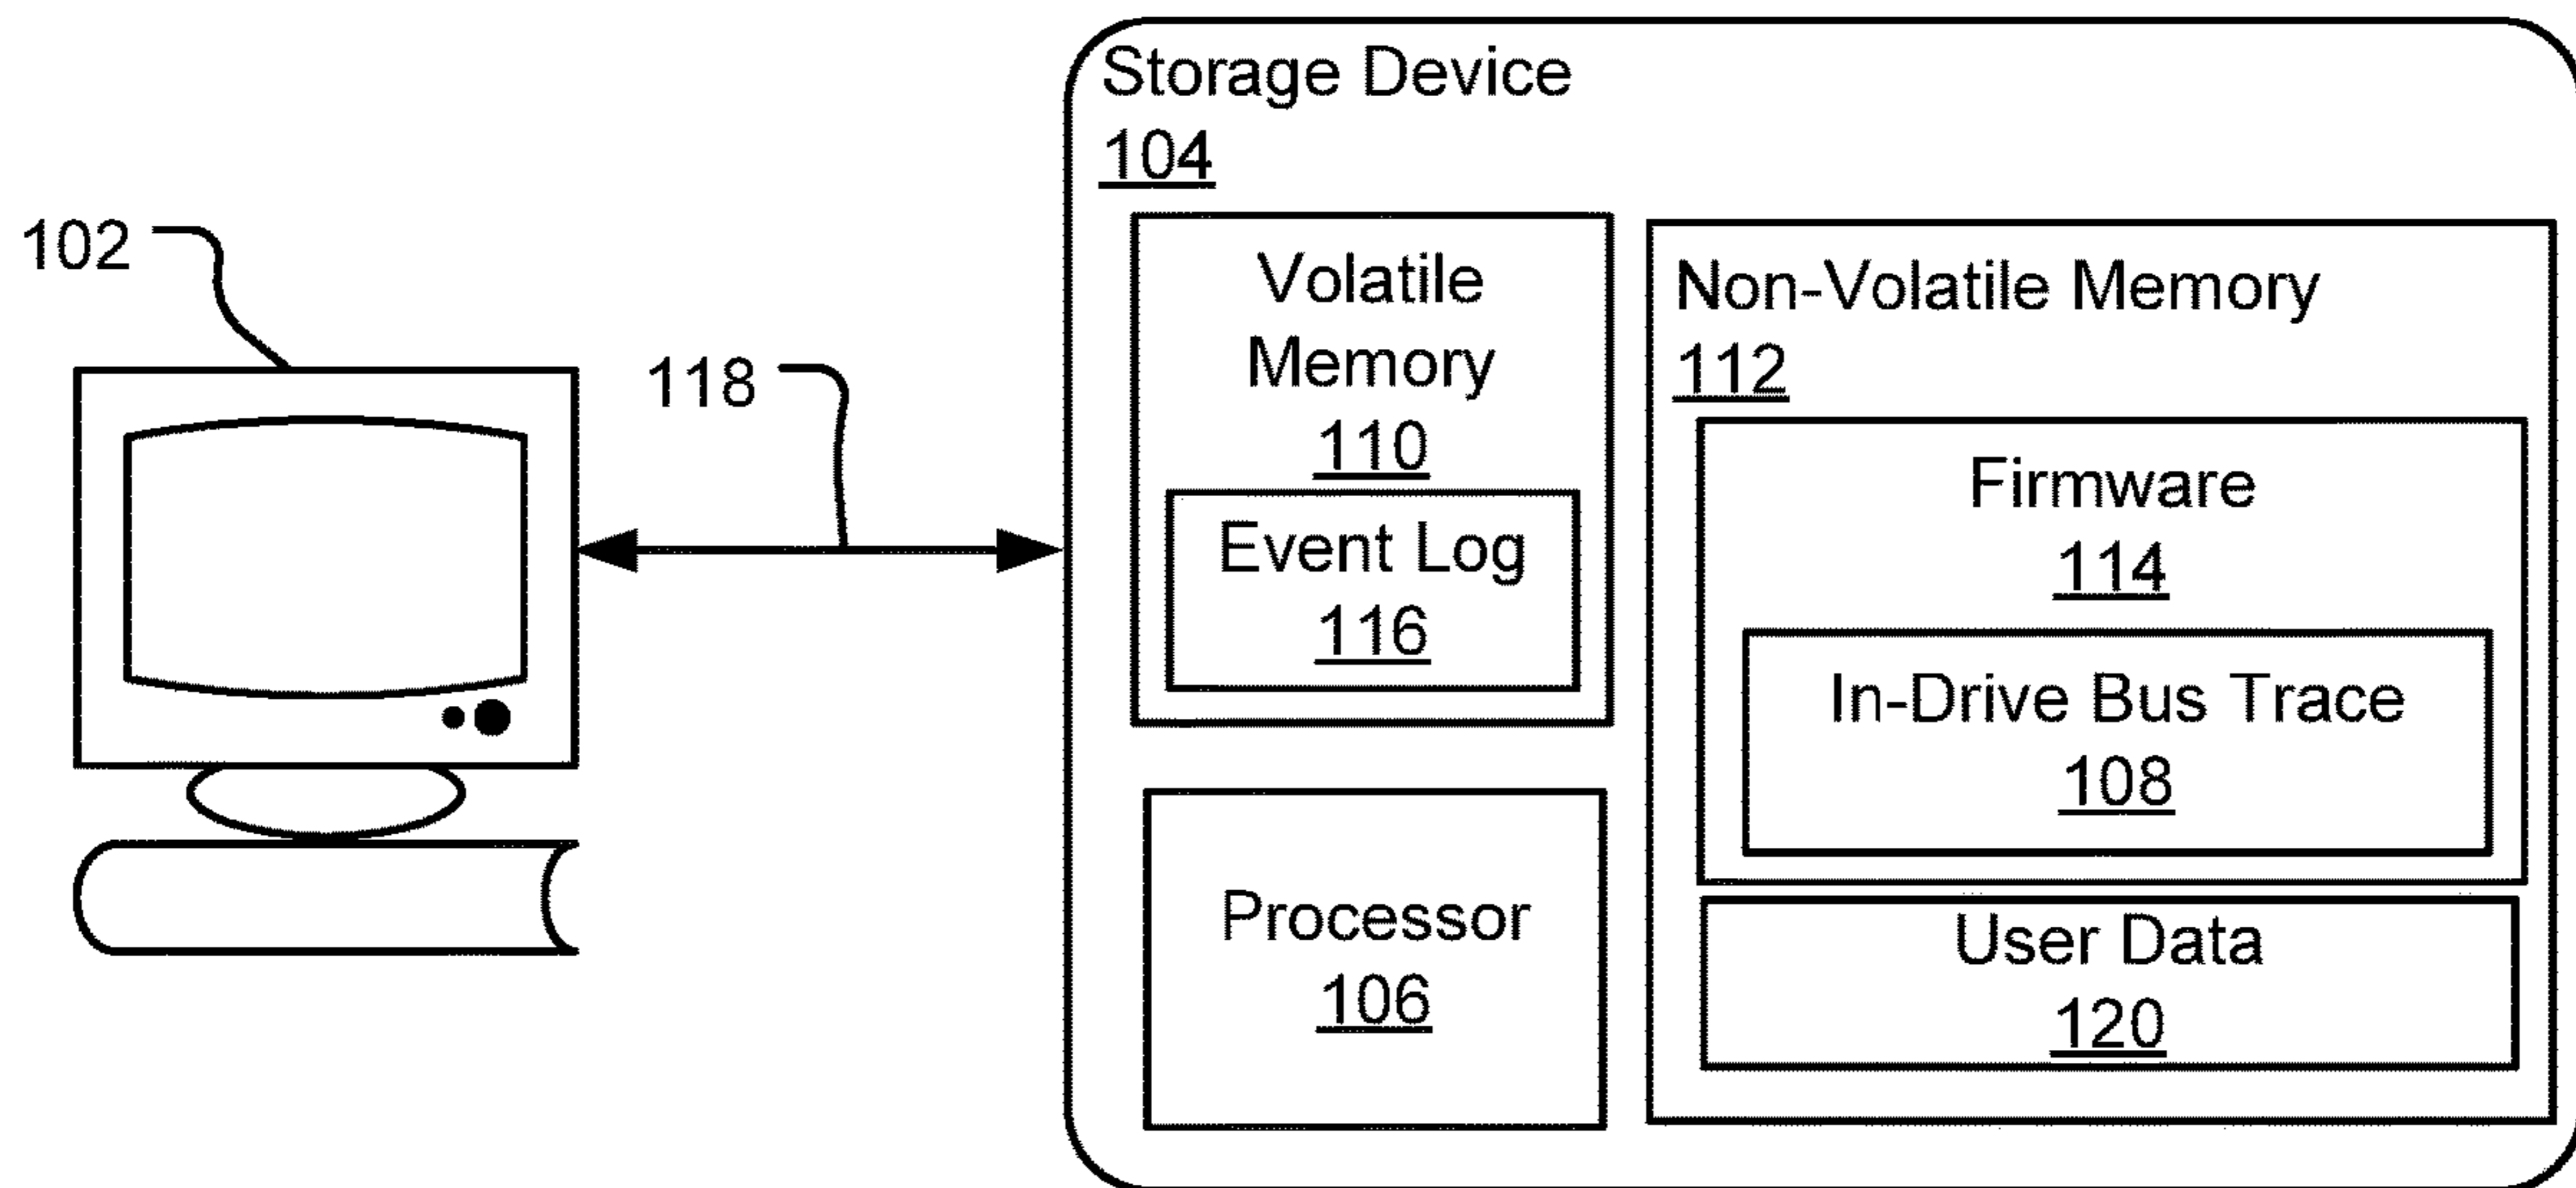 Storage Device
104
102
118
Volatile
Memory
110
Event Log
116
Processor
106
Non-Volatile Memory
112
Firmware
114
In-Drive Bus Trace
108
User Data
120